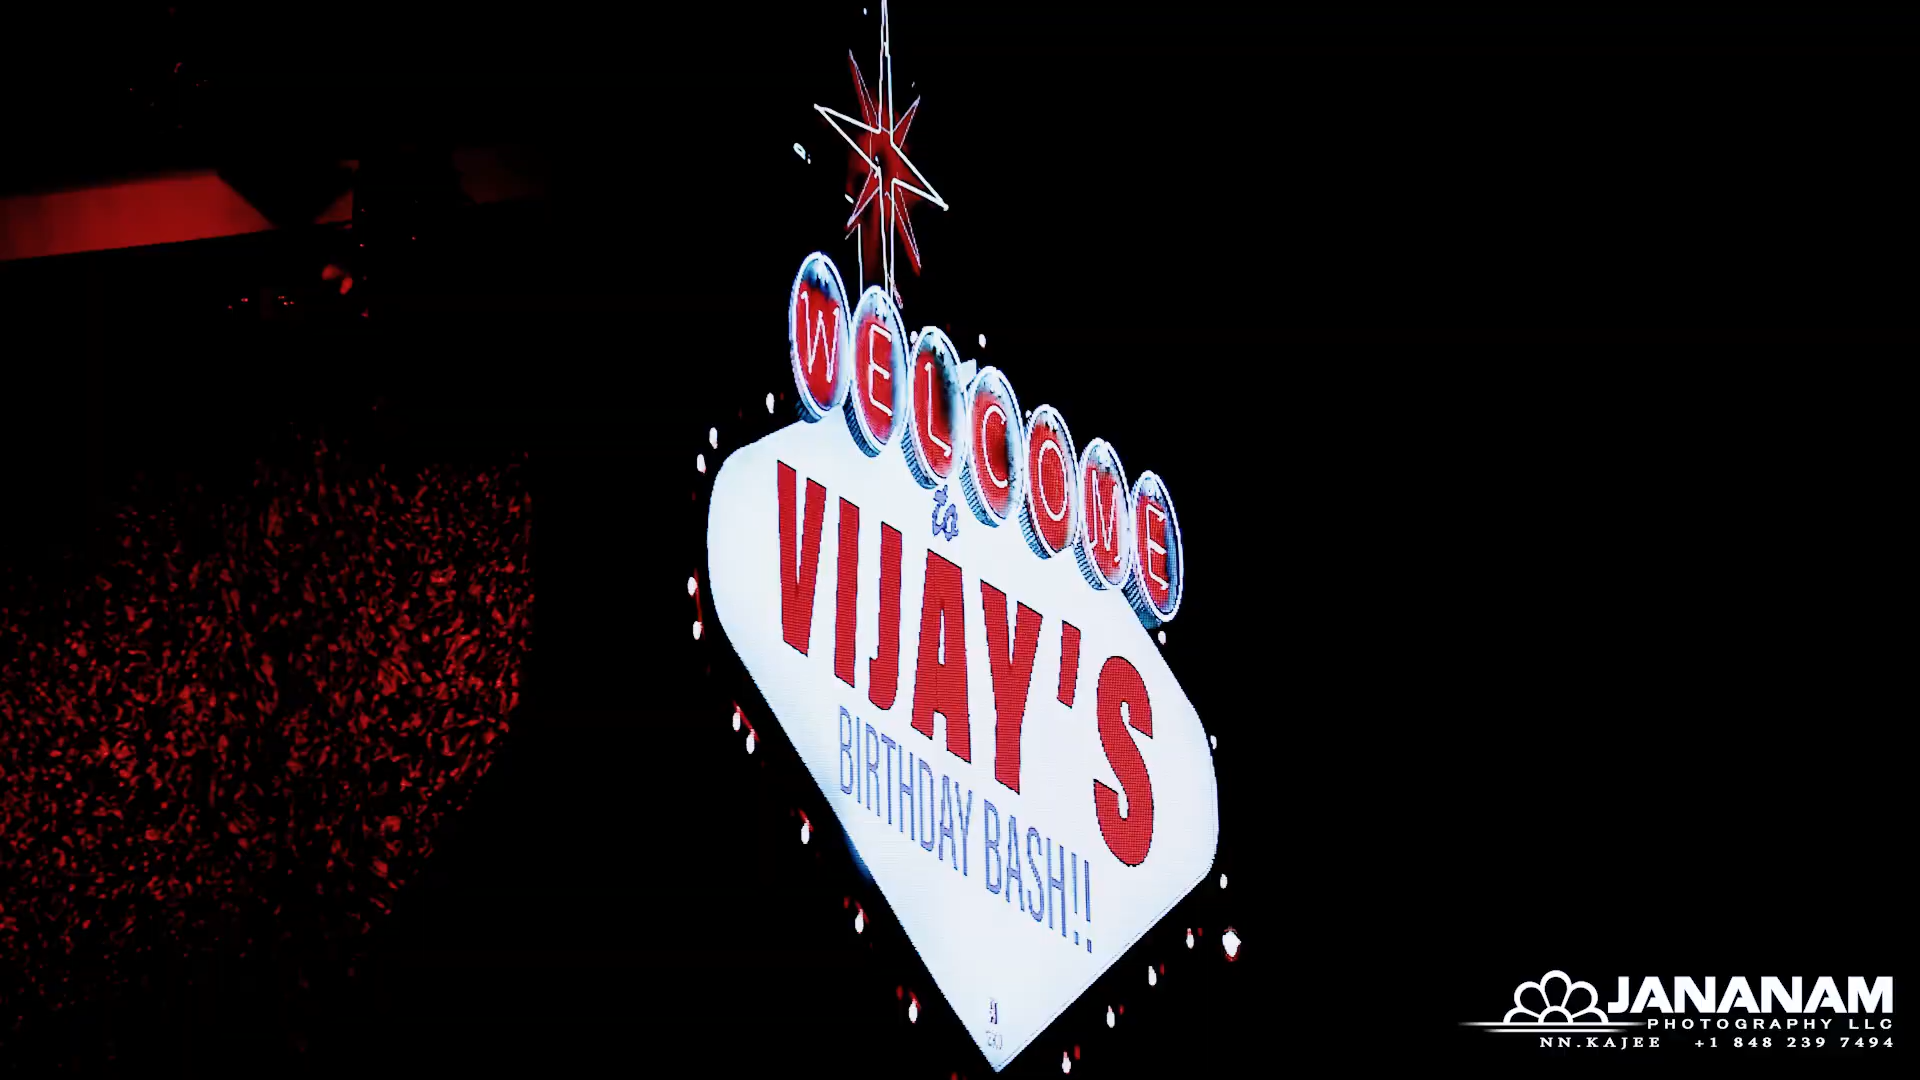 WELCOME
to
VIJAY'S
BIRTHDAY BASH!!
JANANAM
PHOTOGRAPHY LLC
NN.KAJEE +1 848 239 7494